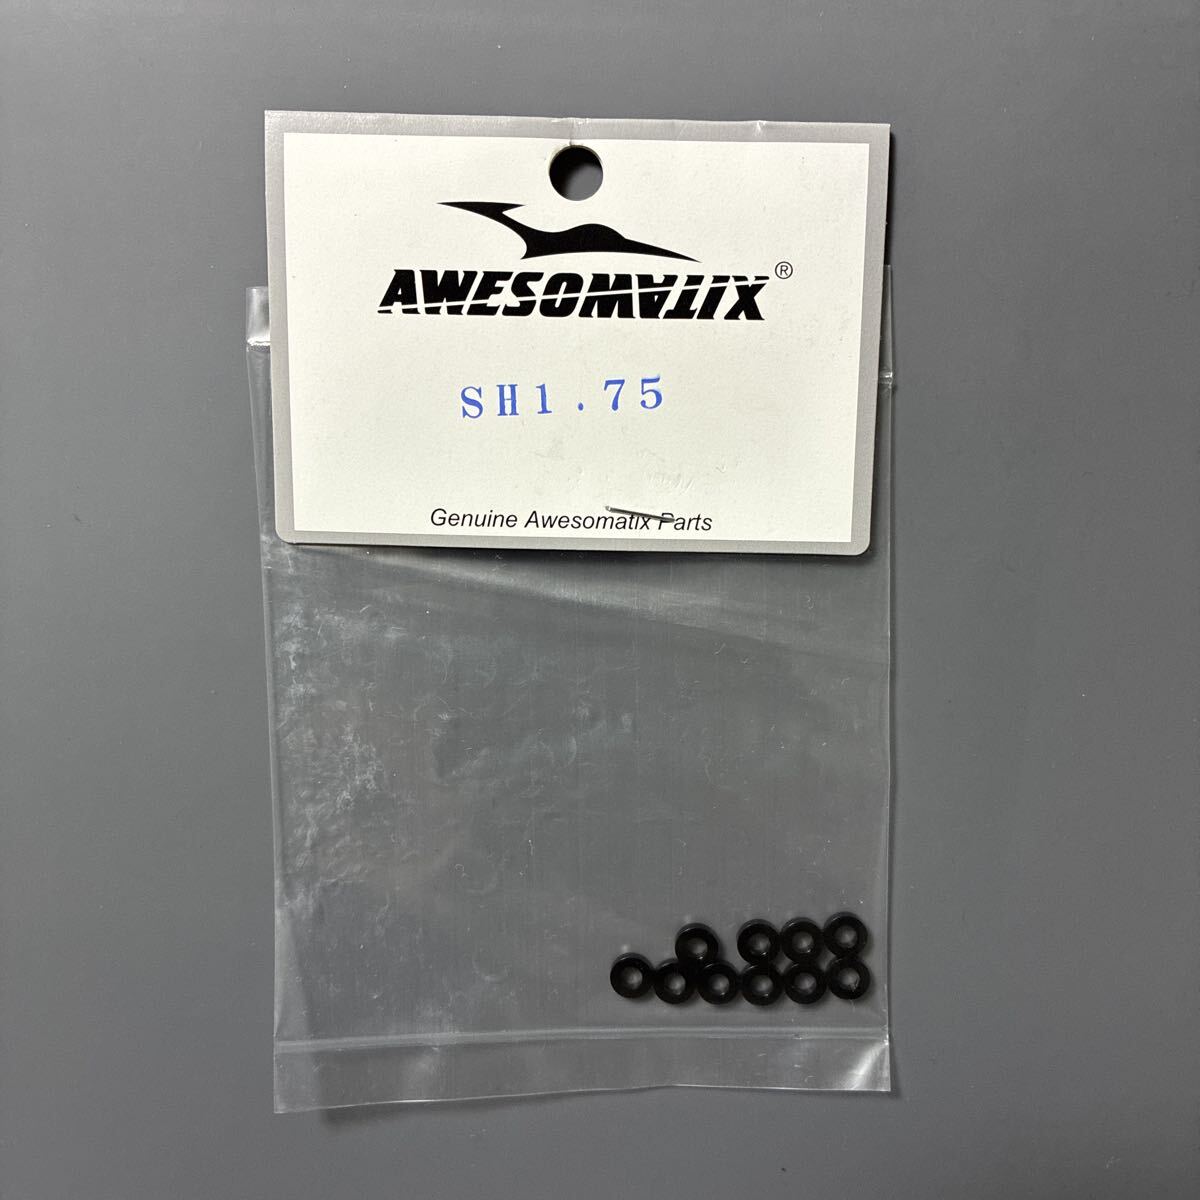 AWESOMATIX®
SH1.75
Genuine Awesomatix Parts